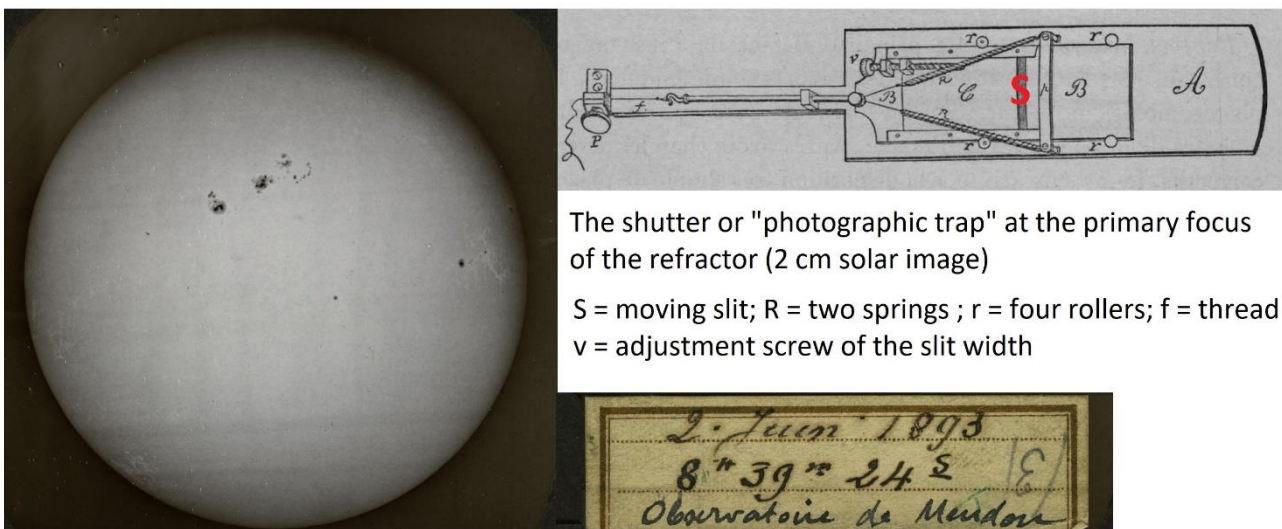 r
r
v
R
B
C
S
p
B
A
f
R
P
r
r
The shutter or "photographic trap" at the primary focus
of the refractor (2 cm solar image)
S = moving slit; R = two springs ; r = four rollers; f = thread
v = adjustment screw of the slit width
2. Juin 1893
8ᴴ 39ᵐ 24ˢ
Observatoire de Meudon